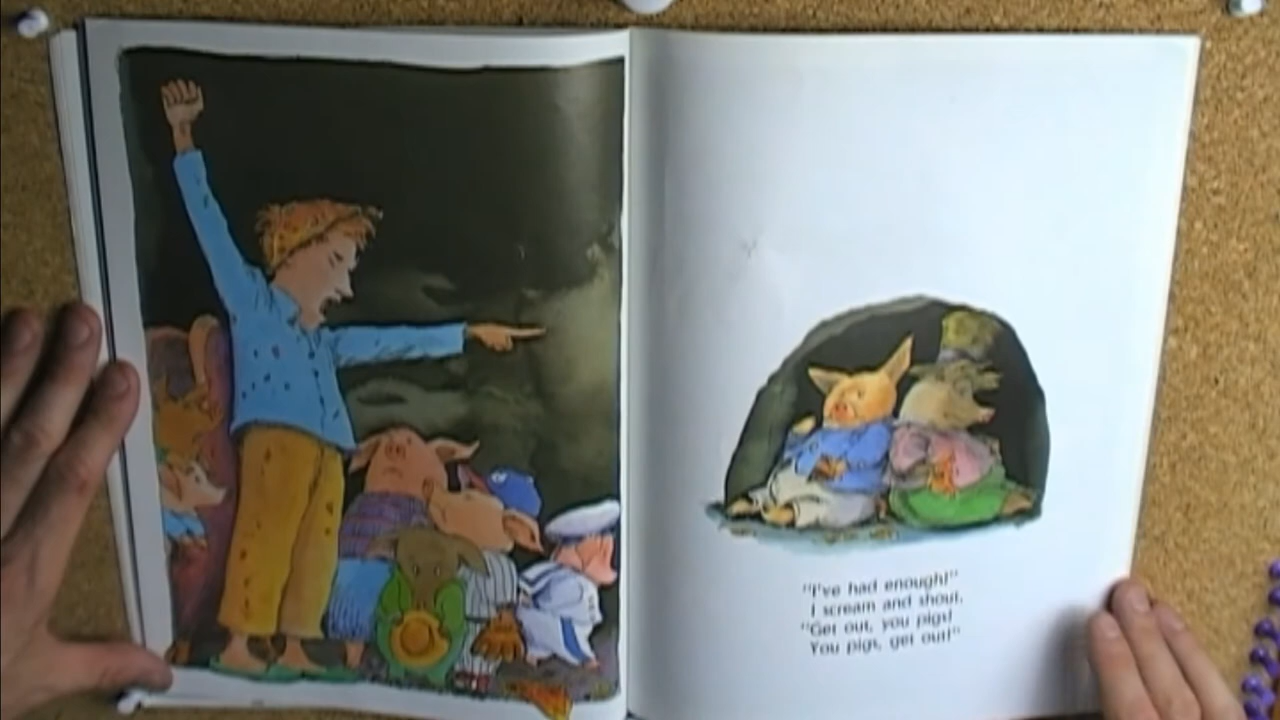 "I've had enough!"
I scream and shout.
"Get out, you pigs!
You pigs, get out!"